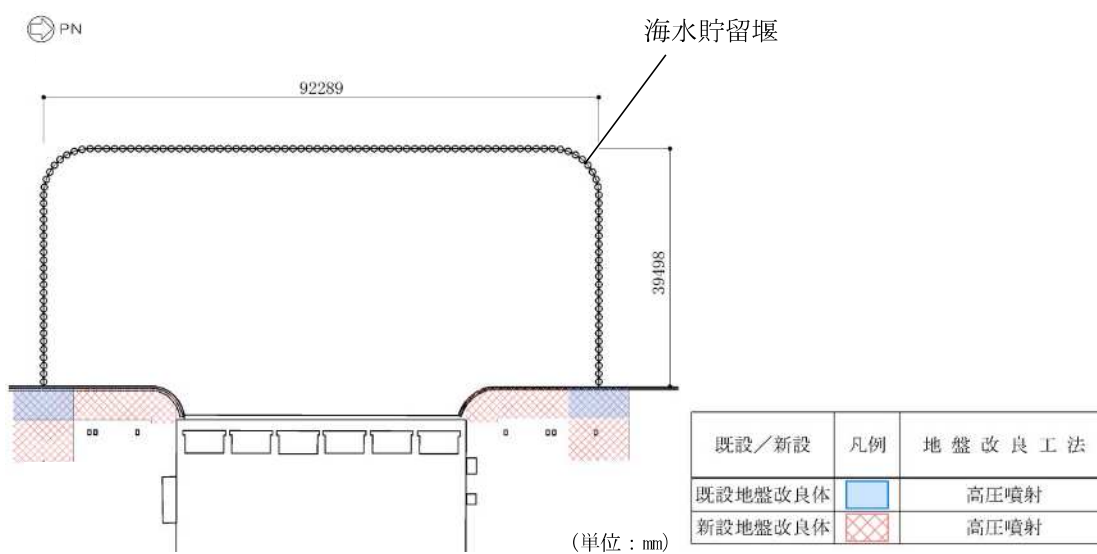 PN
海水貯留堰
92289
39498
既設/新設 凡例 地盤改良工法
既設地盤改良体 高圧噴射
新設地盤改良体 高圧噴射
(単位:㎜)